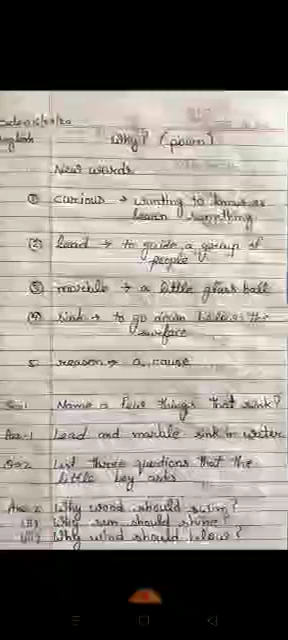 English
Why? (poem)
New words
① curious → wanting to know or
learn something
② lead → to guide a group of
people
③ marble → a little glass ball
④ sink → to go down below the
surface
5. reason → a cause
Name a few things that sink?
Ans-1 Lead and marble sink in water
Que 2 List three questions that the
little boy asks
Ans 2 Why wood should swim?
Why sun should shine?
Why wind should blow?